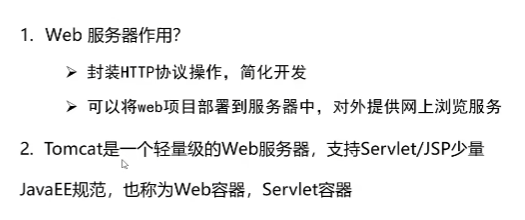 1. Web 服务器作用？
➢ 封装HTTP协议操作，简化开发
➢ 可以将web项目部署到服务器中，对外提供网上浏览服务
2. Tomcat是一个轻量级的Web服务器，支持Servlet/JSP少量
JavaEE规范，也称为Web容器，Servlet容器